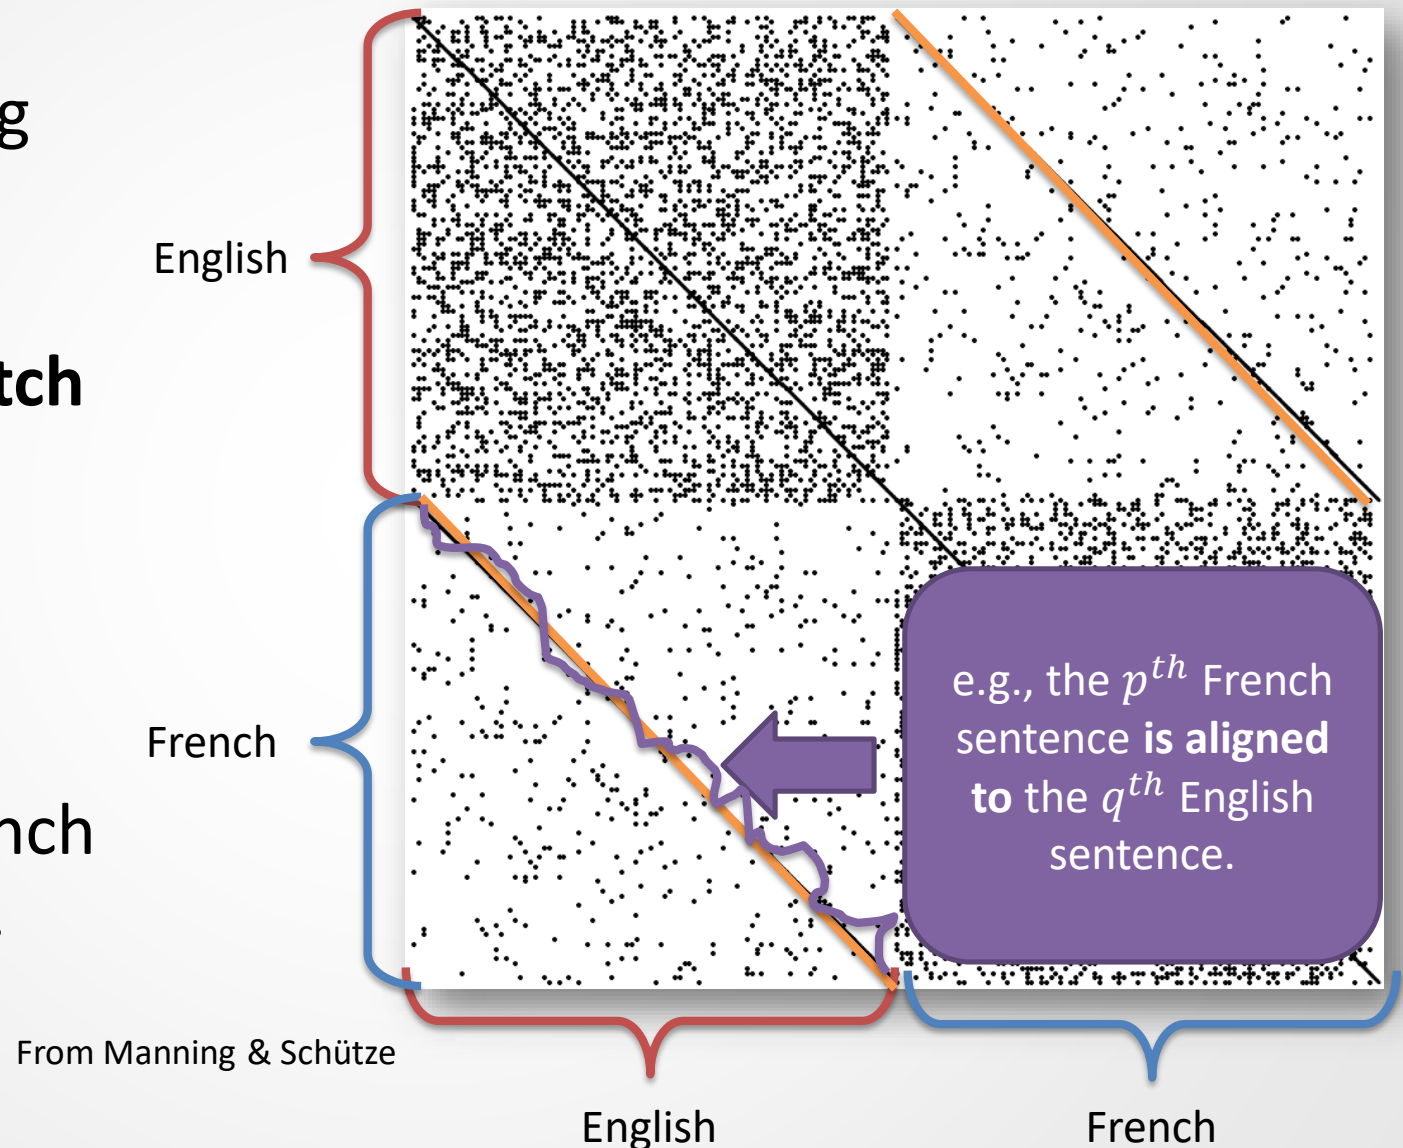 g
English
tch
e.g., the pᵗʰ French
sentence is aligned
to the qᵗʰ English
sentence.
French
nch
.
From Manning & Schütze
English French